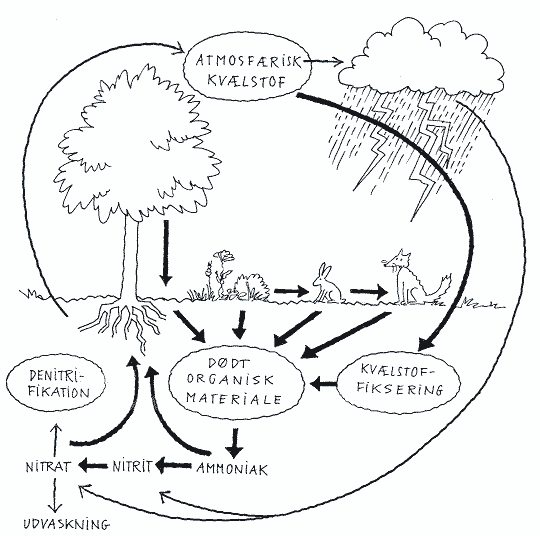 ATMOSFÆRISK
KVÆLSTOF
DØDT
ORGANISK
MATERIALE
KVÆLSTOF-
FIKSERING
DENITRI-
FIKATION
NITRAT
NITRIT
AMMONIAK
UDVASKNING